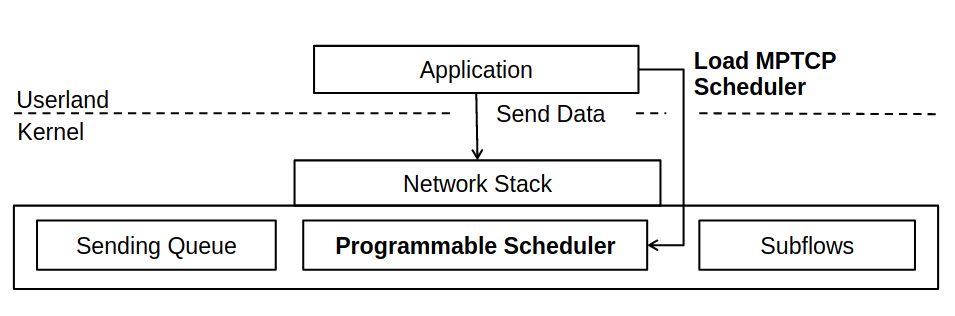 Application
Load MPTCP
Scheduler
Userland
Send Data
Kernel
Network Stack
Sending Queue
Programmable Scheduler
Subflows